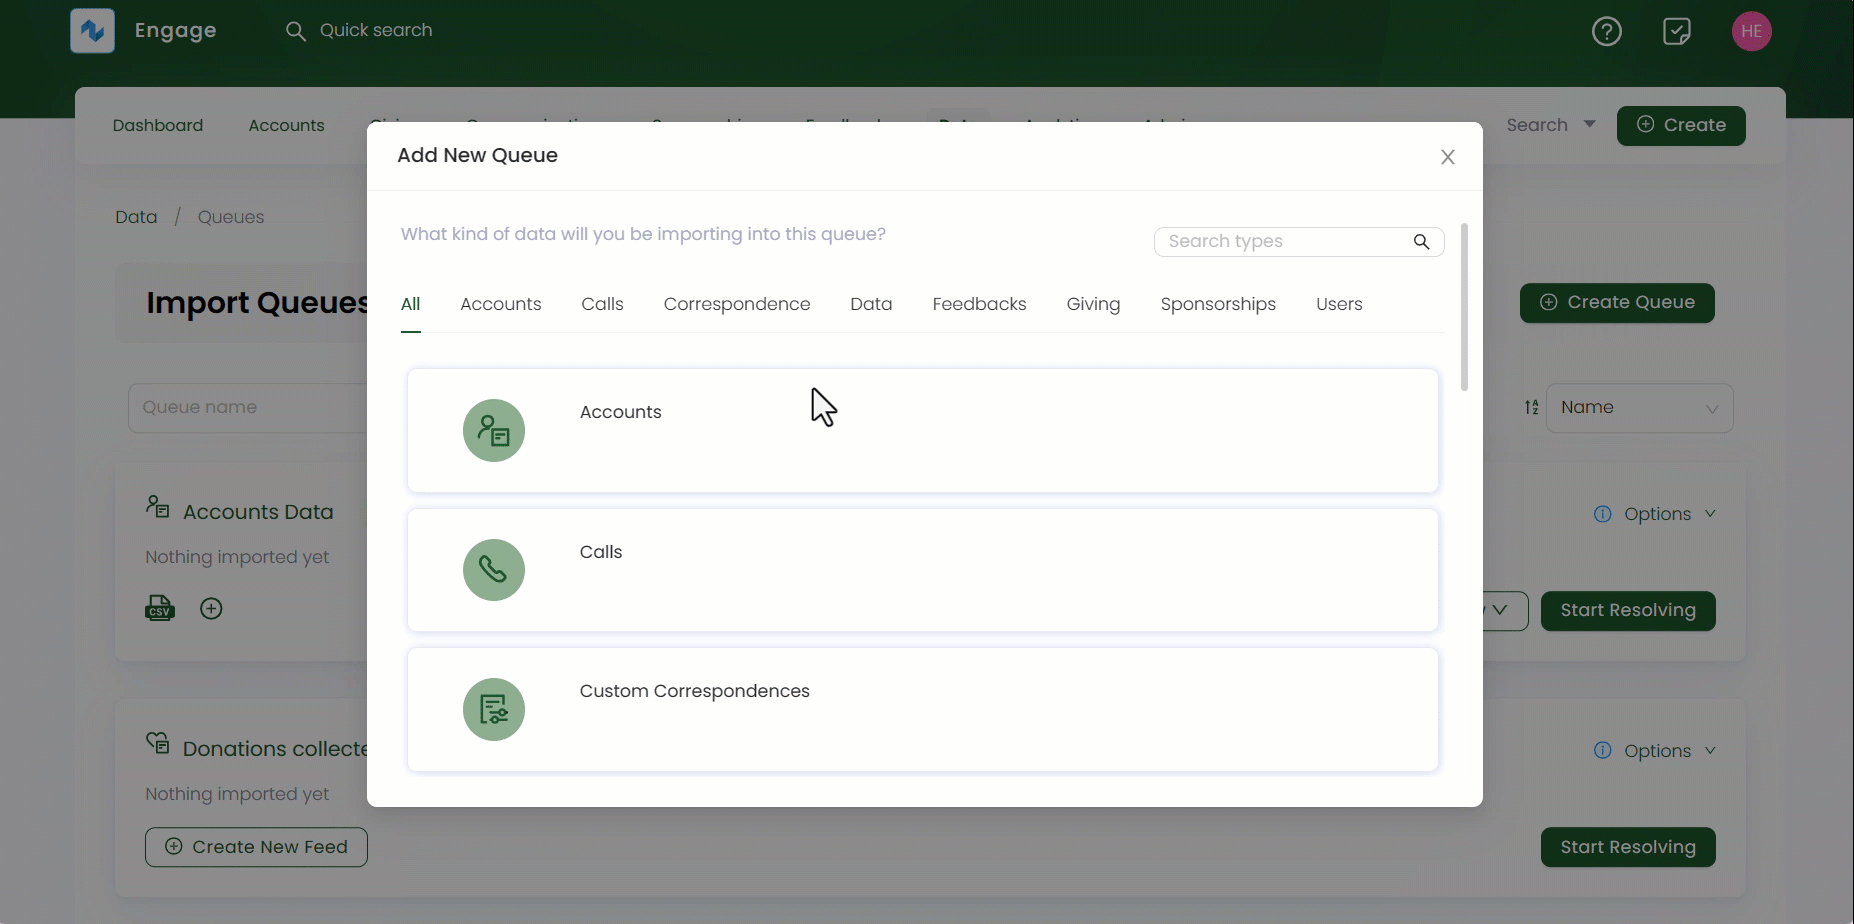 Engage
Quick search
HE
Dashboard Accounts
Search
Create
Add New Queue
Data / Queues
What kind of data will you be importing into this queue?
Search types
All Accounts Calls Correspondence Data Feedbacks Giving Sponsorships Users
Import Queues
Create Queue
Queue name
Name
Accounts
Accounts Data
Options
Nothing imported yet
Calls
CSV
Start Resolving
Custom Correspondences
Donations collecte
Options
Nothing imported yet
Create New Feed
Start Resolving